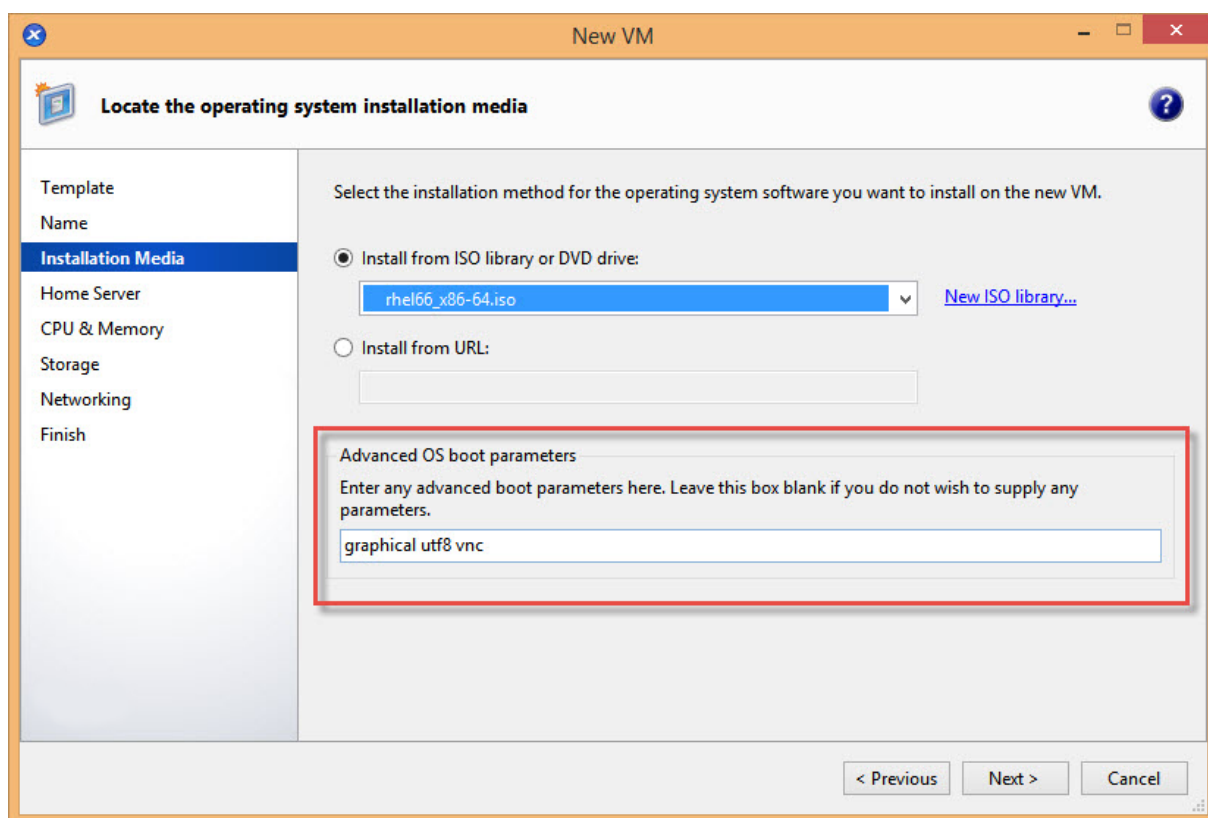 New VM
Locate the operating system installation media
?
Template
Name
Installation Media
Home Server
CPU & Memory
Storage
Networking
Finish
Select the installation method for the operating system software you want to install on the new VM.
Install from ISO library or DVD drive:
rhel66_x86-64.iso
New ISO library...
Install from URL:
Advanced OS boot parameters
Enter any advanced boot parameters here. Leave this box blank if you do not wish to supply any
parameters.
graphical utf8 vnc
< Previous
Next >
Cancel